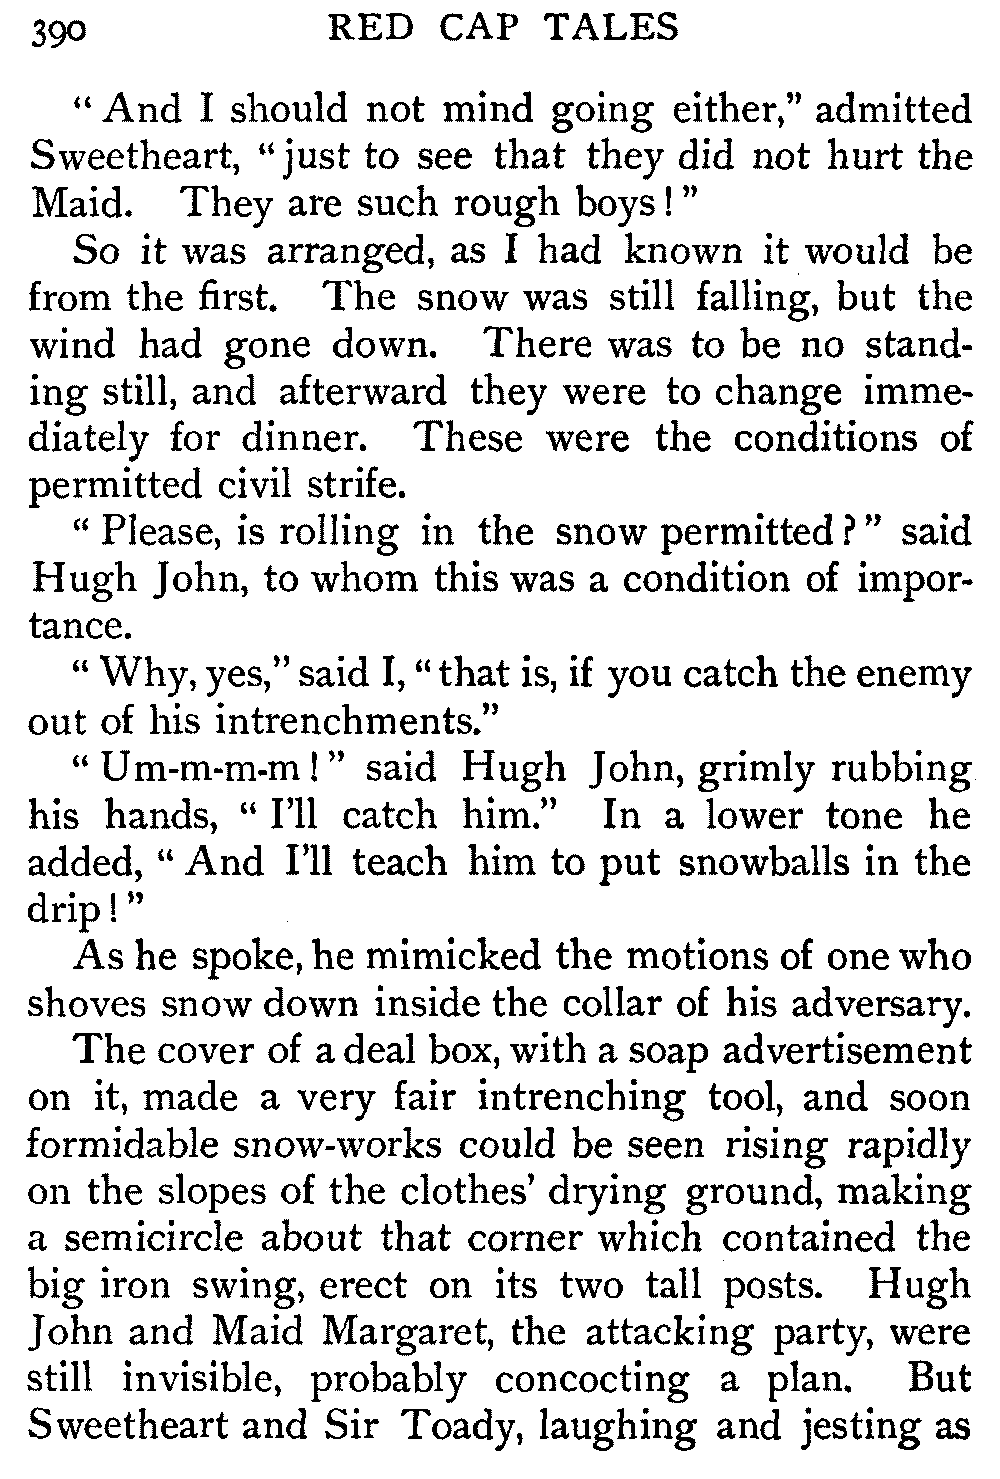 390 RED CAP TALES
“ And I should not mind going either,” admitted
Sweetheart, “ just to see that they did not hurt the
Maid. They are such rough boys ! ”
So it was arranged, as I had known it would be
from the first. The snow was still falling, but the
wind had gone down. There was to be no stand-
ing still, and afterward they were to change imme-
diately for dinner. These were the conditions of
permitted civil strife.
“ Please, is rolling in the snow permitted ? ” said
Hugh John, to whom this was a condition of impor-
tance.
“ Why, yes,” said I, “ that is, if you catch the enemy
out of his intrenchments.”
“ Um-m-m-m ! ” said Hugh John, grimly rubbing
his hands, “ I’ll catch him.” In a lower tone he
added, “ And I’ll teach him to put snowballs in the
drip ! ”
As he spoke, he mimicked the motions of one who
shoves snow down inside the collar of his adversary.
The cover of a deal box, with a soap advertisement
on it, made a very fair intrenching tool, and soon
formidable snow-works could be seen rising rapidly
on the slopes of the clothes’ drying ground, making
a semicircle about that corner which contained the
big iron swing, erect on its two tall posts. Hugh
John and Maid Margaret, the attacking party, were
still invisible, probably concocting a plan. But
Sweetheart and Sir Toady, laughing and jesting as